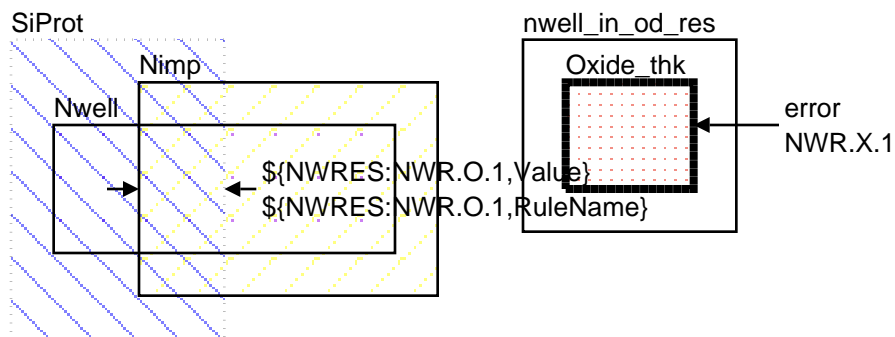 SiProt
nwell_in_od_res
Nimp
Oxide_thk
Nwell
error
NWR.X.1
${NWRES:NWR.O.1,Value}
${NWRES:NWR.O.1,RuleName}